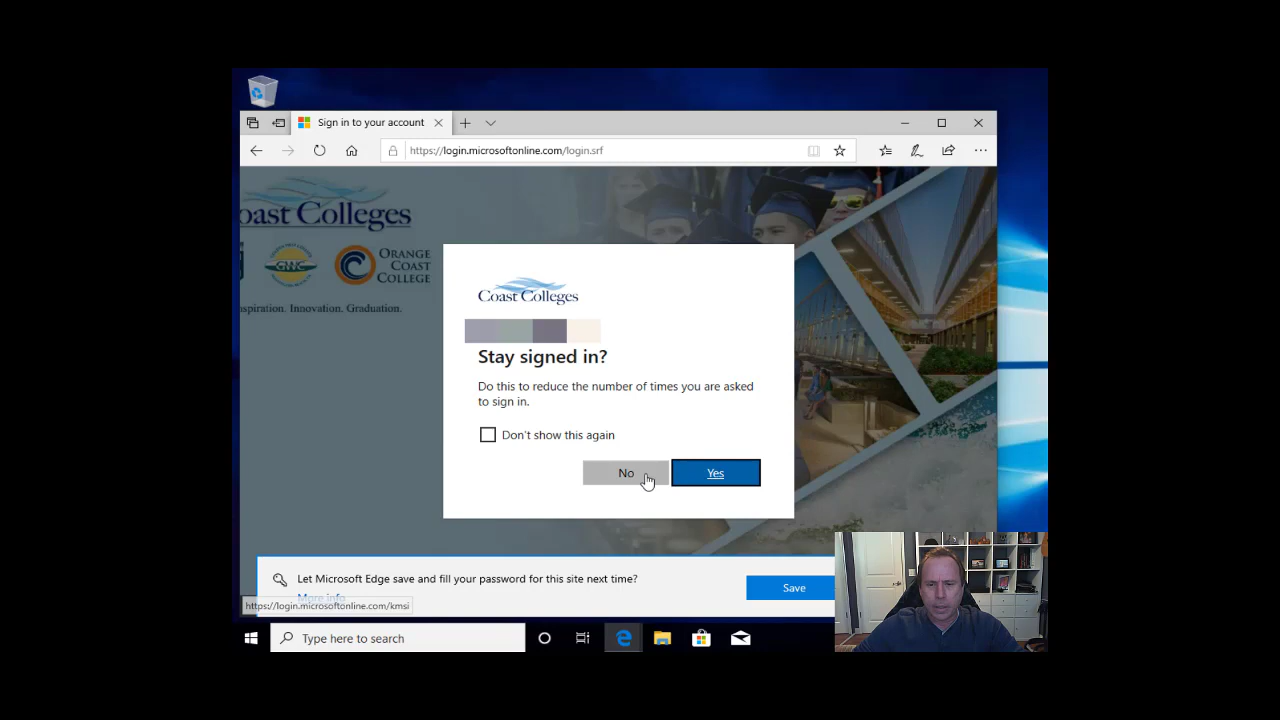 Sign in to your account
https://login.microsoftonline.com/login.srf
oast Colleges
GWC
ORANGE
COAST
COLLEGE
spiration. Innovation. Graduation.
Coast Colleges
Stay signed in?
Do this to reduce the number of times you are asked
to sign in.
Don't show this again
No
Yes
Let Microsoft Edge save and fill your password for this site next time?
More info
Save
https://login.microsoftonline.com/kmsi
Type here to search